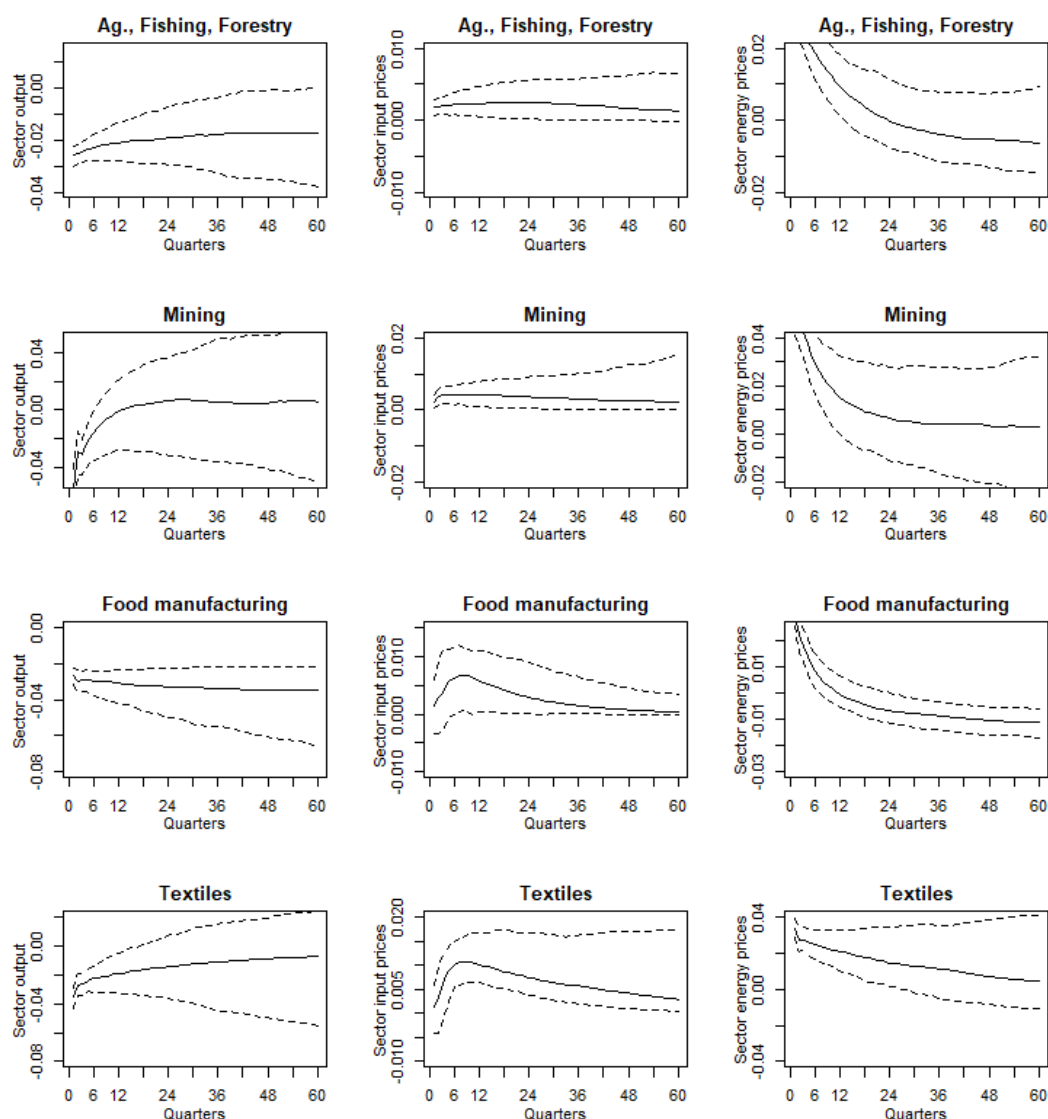 Ag., Fishing, Forestry
Sector output
0.00
-0.02
-0.04
0 6 12 24 36 48 60
Quarters
Ag., Fishing, Forestry
Sector input prices
0.010
0.000
-0.010
0 6 12 24 36 48 60
Quarters
Ag., Fishing, Forestry
Sector energy prices
0.02
0.00
-0.02
0 6 12 24 36 48 60
Quarters
Mining
Sector output
0.04
0.00
-0.04
0 6 12 24 36 48 60
Quarters
Mining
Sector input prices
0.02
0.00
-0.02
0 6 12 24 36 48 60
Quarters
Mining
Sector energy prices
0.04
0.02
0.00
-0.02
0 6 12 24 36 48 60
Quarters
Food manufacturing
Sector output
0.00
-0.04
-0.08
0 6 12 24 36 48 60
Quarters
Food manufacturing
Sector input prices
0.010
0.000
-0.010
0 6 12 24 36 48 60
Quarters
Food manufacturing
Sector energy prices
0.01
-0.01
-0.03
0 6 12 24 36 48 60
Quarters
Textiles
Sector output
0.00
-0.04
-0.08
0 6 12 24 36 48 60
Quarters
Textiles
Sector input prices
0.020
0.005
-0.010
0 6 12 24 36 48 60
Quarters
Textiles
Sector energy prices
0.04
0.00
-0.04
0 6 12 24 36 48 60
Quarters